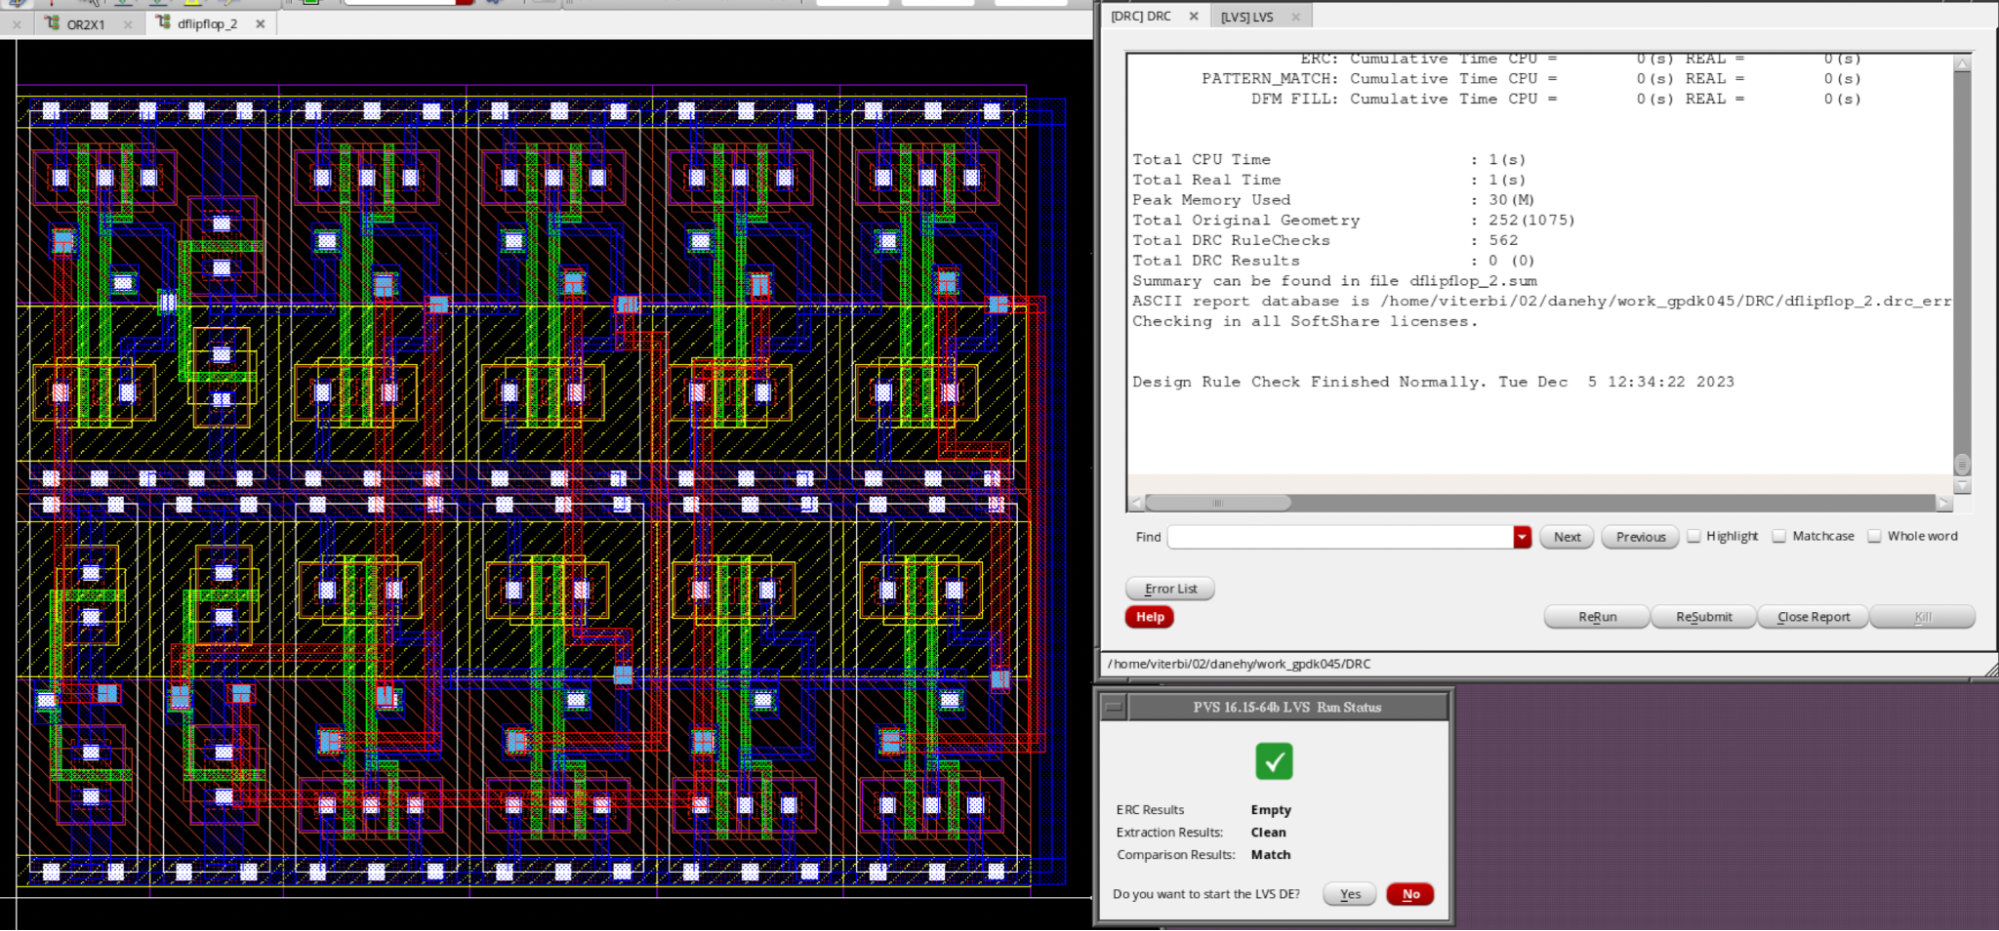 OR2X1
dflipflop_2
[DRC] DRC
[LVS] LVS
ERC: Cumulative Time CPU = 0(s) REAL = 0(s)
PATTERN_MATCH: Cumulative Time CPU = 0(s) REAL = 0(s)
DFM FILL: Cumulative Time CPU = 0(s) REAL = 0(s)
Total CPU Time : 1(s)
Total Real Time : 1(s)
Peak Memory Used : 30(M)
Total Original Geometry : 252(1075)
Total DRC RuleChecks : 562
Total DRC Results : 0 (0)
Summary can be found in file dflipflop_2.sum
ASCII report database is /home/viterbi/02/danehy/work_gpdk045/DRC/dflipflop_2.drc_err
Checking in all SoftShare licenses.
Design Rule Check Finished Normally. Tue Dec 5 12:34:22 2023
Find
Next
Previous
Highlight
Matchcase
Whole word
Error List
Help
ReRun
ReSubmit
Close Report
Kill
/home/viterbi/02/danehy/work_gpdk045/DRC
PVS 16.15-64b LVS Run Status
ERC Results Empty
Extraction Results: Clean
Comparison Results: Match
Do you want to start the LVS DE?
Yes
No